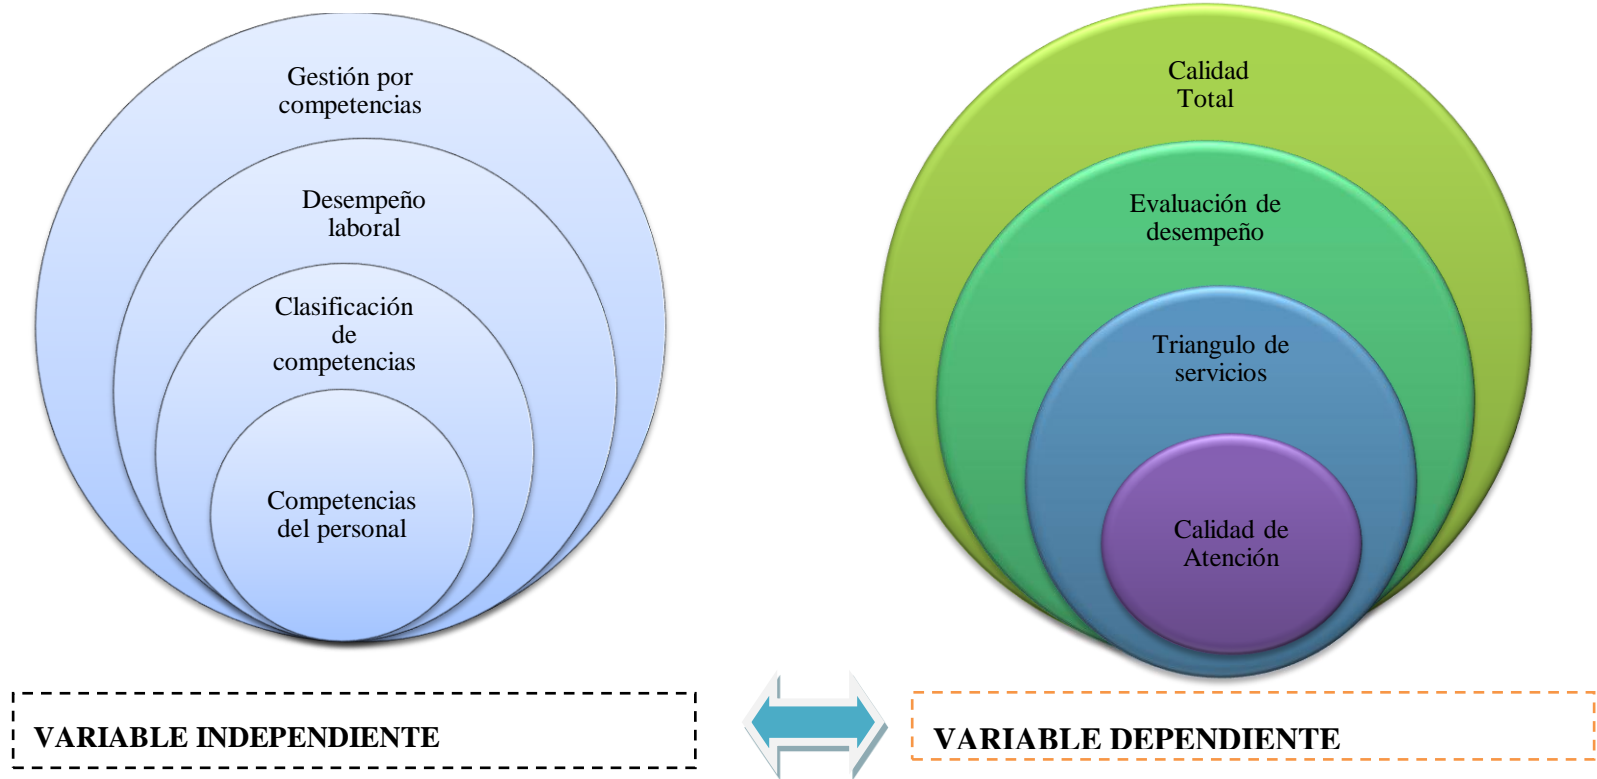 Gestión por
competencias
Desempeño
laboral
Clasificación
de
competencias
Competencias
del personal
Calidad
Total
Evaluación de
desempeño
Triangulo de
servicios
Calidad de
Atención
VARIABLE INDEPENDIENTE
VARIABLE DEPENDIENTE